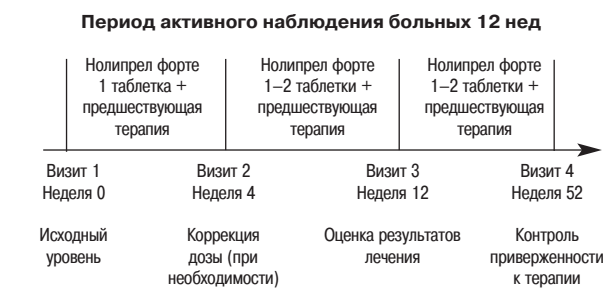 Период активного наблюдения больных 12 нед
Нолипрел форте
1 таблетка +
предшествующая
терапия
Нолипрел форте
1–2 таблетки +
предшествующая
терапия
Нолипрел форте
1–2 таблетки +
предшествующая
терапия
Визит 1
Неделя 0
Визит 2
Неделя 4
Визит 3
Неделя 12
Визит 4
Неделя 52
Исходный
уровень
Коррекция
дозы (при
необходимости)
Оценка результатов
лечения
Контроль
приверженности
к терапии